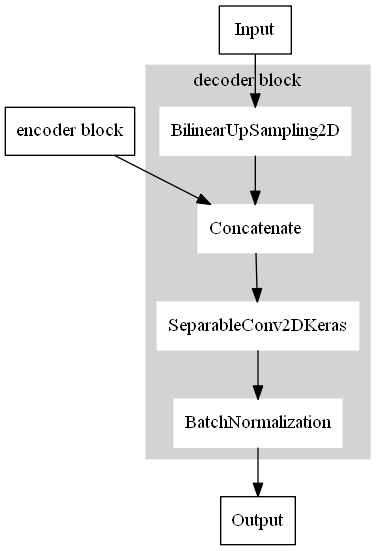 Input
decoder block
BilinearUpSampling2D
encoder block
Concatenate
SeparableConv2DKeras
BatchNormalization
Output